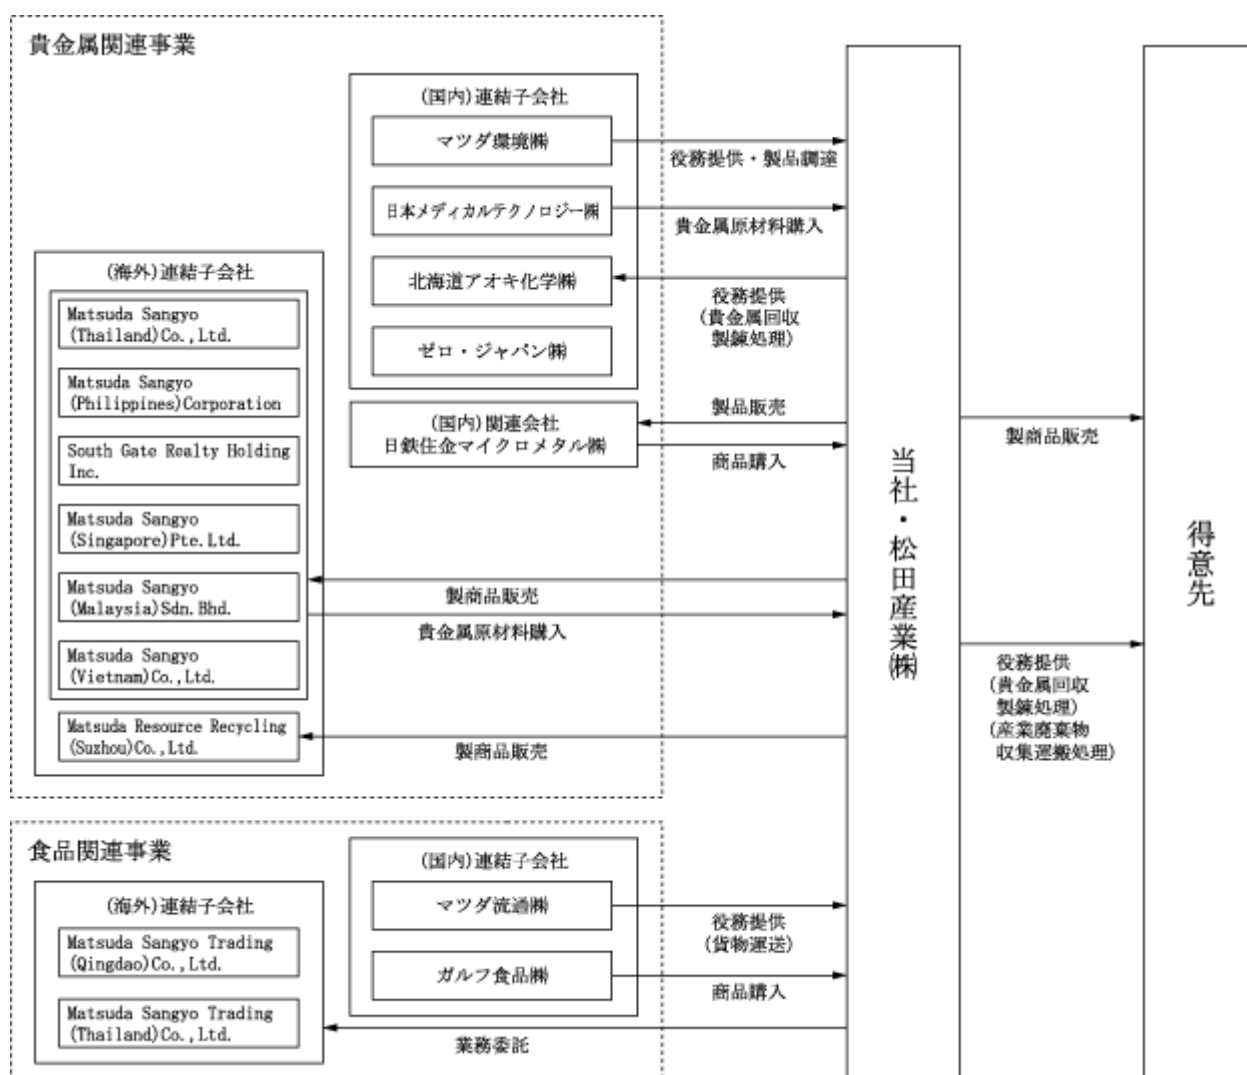 貴金属関連事業
(国内)連結子会社
マツダ環境㈱
役務提供・製品調達
日本メディカルテクノロジー㈱
貴金属原材料購入
北海道アオキ化学㈱
役務提供
(貴金属回収
製錬処理)
ゼロ・ジャパン㈱
(国内)関連会社
日鉄住金マイクロメタル㈱
製品販売
商品購入
(海外)連結子会社
Matsuda Sangyo
(Thailand)Co.,Ltd.
Matsuda Sangyo
(Philippines)Corporation
South Gate Realty Holding
Inc.
Matsuda Sangyo
(Singapore)Pte.Ltd.
Matsuda Sangyo
(Malaysia)Sdn.Bhd.
Matsuda Sangyo
(Vietnam)Co.,Ltd.
Matsuda Resource Recycling
(Suzhou)Co.,Ltd.
製商品販売
貴金属原材料購入
製商品販売
食品関連事業
(国内)連結子会社
マツダ流通㈱
役務提供
(貨物運送)
ガルフ食品㈱
商品購入
(海外)連結子会社
Matsuda Sangyo Trading
(Qingdao)Co.,Ltd.
Matsuda Sangyo Trading
(Thailand)Co.,Ltd.
業務委託
当社・松田産業㈱
製商品販売
役務提供
(貴金属回収
製錬処理)
(産業廃棄物
収集運搬処理)
得意先